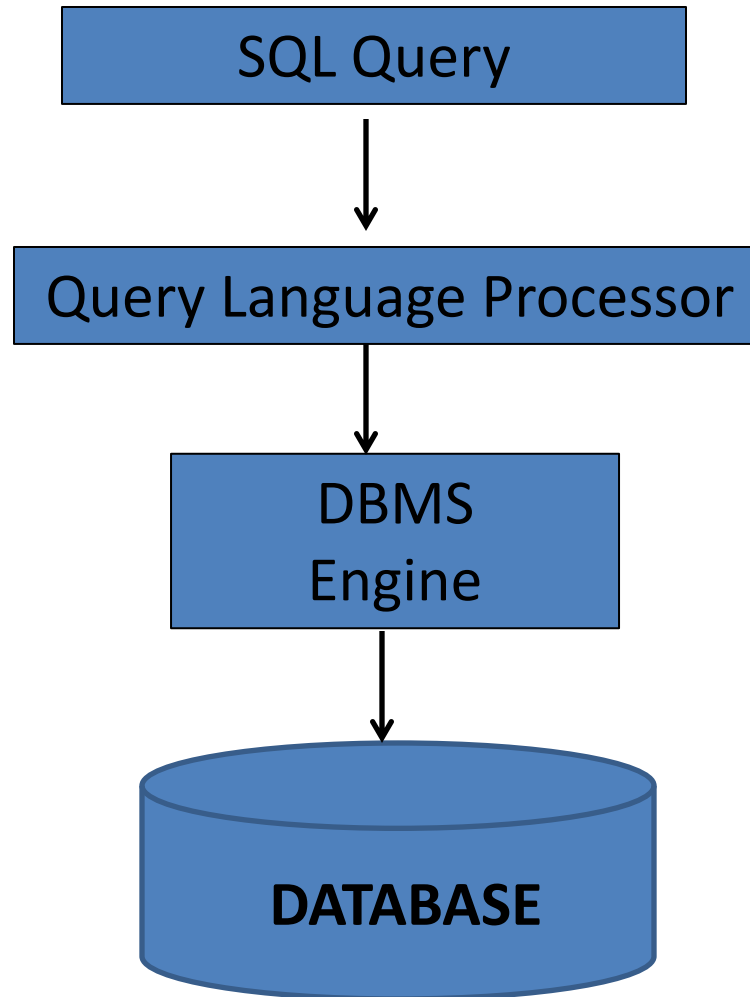 SQL Query
Query Language Processor
DBMS
Engine
DATABASE